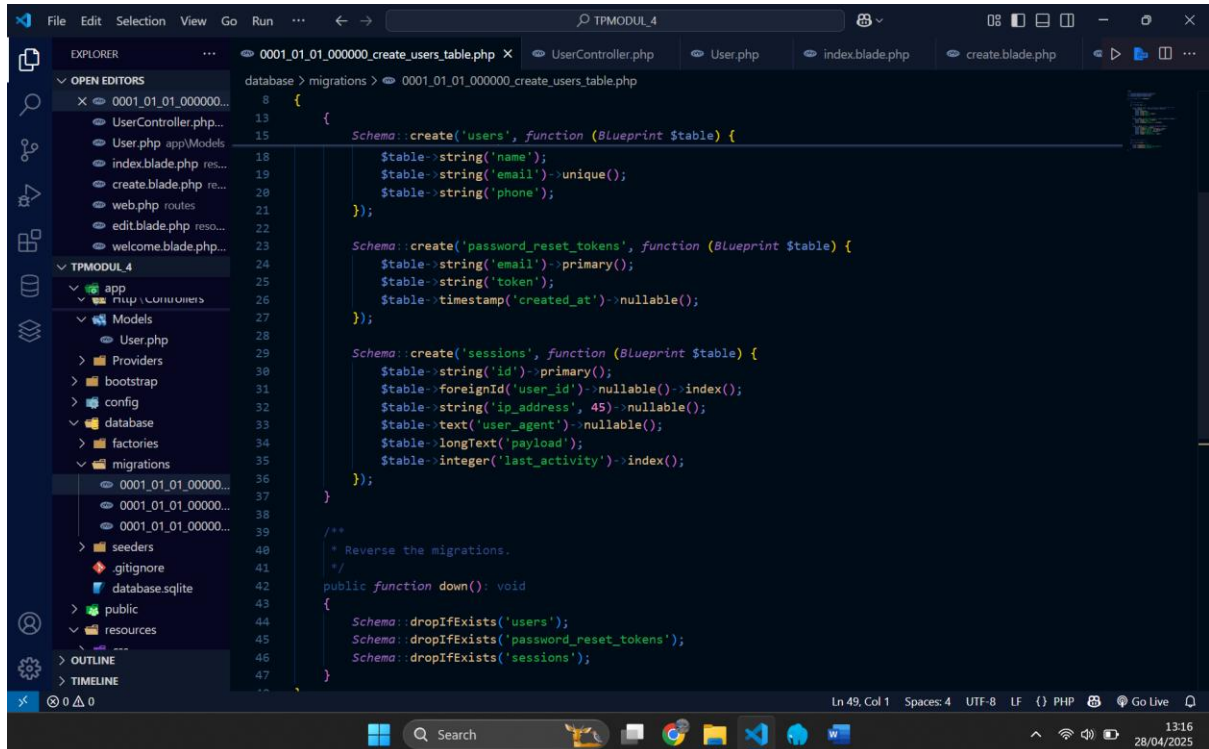 File Edit Selection View Go Run ··· TPMODUL_4
EXPLORER ···
OPEN EDITORS
0001_01_01_000000...
UserController.php...
User.php app\Models
index.blade.php res...
create.blade.php re...
web.php routes
edit.blade.php reso...
welcome.blade.php...
TPMODUL_4
app
Http\Controllers
Models
User.php
Providers
bootstrap
config
database
factories
migrations
0001_01_01_00000...
0001_01_01_00000...
0001_01_01_00000...
seeders
.gitignore
database.sqlite
public
resources
OUTLINE
TIMELINE
0001_01_01_000000_create_users_table.php UserController.php User.php index.blade.php create.blade.php
database > migrations > 0001_01_01_000000_create_users_table.php
8 {
13 {
15 Schema::create('users', function (Blueprint $table) {
18 $table->string('name');
19 $table->string('email')->unique();
20 $table->string('phone');
21 });
22
23 Schema::create('password_reset_tokens', function (Blueprint $table) {
24 $table->string('email')->primary();
25 $table->string('token');
26 $table->timestamp('created_at')->nullable();
27 });
28
29 Schema::create('sessions', function (Blueprint $table) {
30 $table->string('id')->primary();
31 $table->foreignId('user_id')->nullable()->index();
32 $table->string('ip_address', 45)->nullable();
33 $table->text('user_agent')->nullable();
34 $table->longText('payload');
35 $table->integer('last_activity')->index();
36 });
37 }
38
39 /**
40 * Reverse the migrations.
41 */
42 public function down(): void
43 {
44 Schema::dropIfExists('users');
45 Schema::dropIfExists('password_reset_tokens');
46 Schema::dropIfExists('sessions');
47 }
0 0 Ln 49, Col 1 Spaces: 4 UTF-8 LF {} PHP Go Live
Search
13:16
28/04/2025